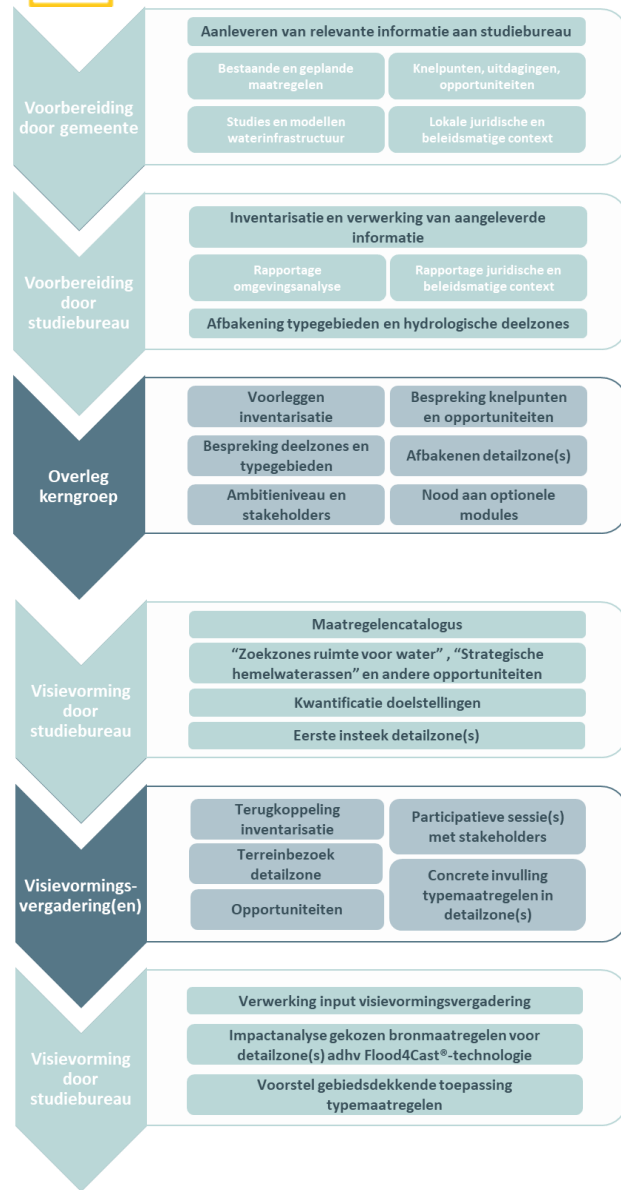 Voorbereiding
door gemeente
Aanleveren van relevante informatie aan studiebureau
Bestaande en geplande
maatregelen
Knelpunten, uitdagingen,
opportuniteiten
Studies en modellen
waterinfrastructuur
Lokale juridische en
beleidsmatige context
Voorbereiding
door
studiebureau
Inventarisatie en verwerking van aangeleverde
informatie
Rapportage
omgevingsanalyse
Rapportage juridische en
beleidsmatige context
Afbakening typegebieden en hydrologische deelzones
Overleg
kerngroep
Voorleggen
inventarisatie
Bespreking knelpunten
en opportuniteiten
Bespreking deelzones en
typegebieden
Afbakenen detailzone(s)
Ambitieniveau en
stakeholders
Nood aan optionele
modules
Visievorming
door
studiebureau
Maatregelencatalogus
“Zoekzones ruimte voor water” , “Strategische
hemelwaterassen” en andere opportuniteiten
Kwantificatie doelstellingen
Eerste insteek detailzone(s)
Visievormings-
vergadering(en)
Terugkoppeling
inventarisatie
Participatieve sessie(s)
met stakeholders
Terreinbezoek
detailzone
Concrete invulling
typemaatregelen in
detailzone(s)
Opportuniteiten
Visievorming
door
studiebureau
Verwerking input visievormingsvergadering
Impactanalyse gekozen bronmaatregelen voor
detailzone(s) adhv Flood4Cast®-technologie
Voorstel gebiedsdekkende toepassing
typemaatregelen